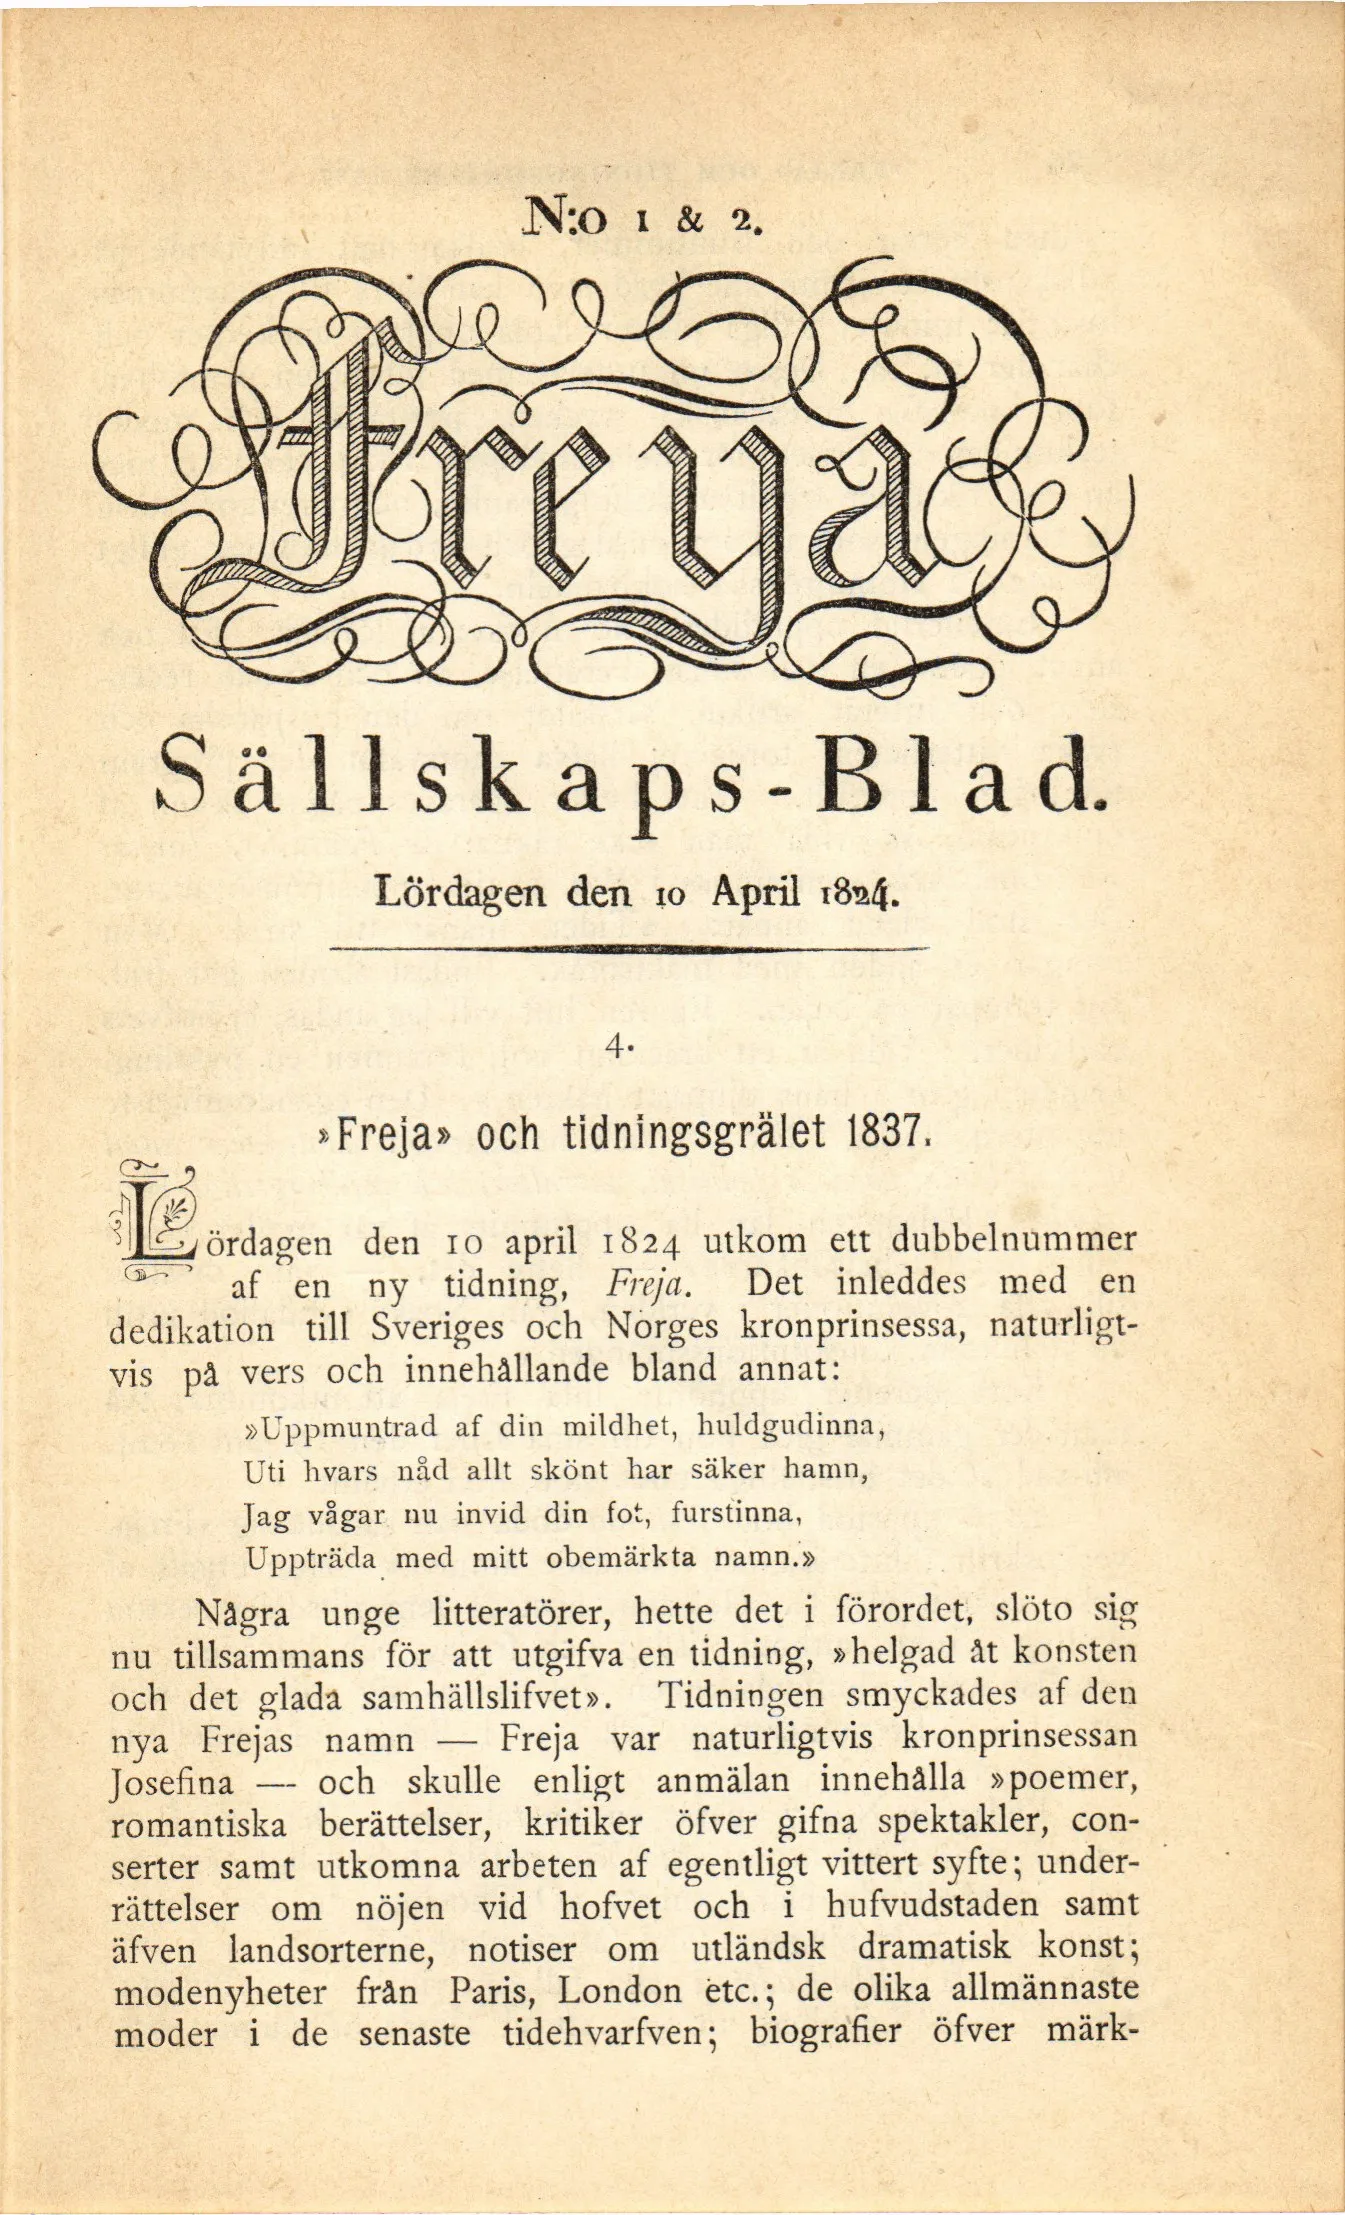 N:o 1 & 2.
Freya
Sällskaps-Blad.
Lördagen den 10 April 1824.
4.
»Freja» och tidningsgrälet 1837.
Lördagen den 10 april 1824 utkom ett dubbelnummer
af en ny tidning, Freja. Det inleddes med en
dedikation till Sveriges och Norges kronprinsessa, naturligt-
vis på vers och innehållande bland annat:
»Uppmuntrad af din mildhet, huldgudinna,
Uti hvars nåd allt skönt har säker hamn,
Jag vågar nu invid din fot, furstinna,
Uppträda med mitt obemärkta namn.»
Några unge litteratörer, hette det i förordet, slöto sig
nu tillsammans för att utgifva en tidning, »helgad åt konsten
och det glada samhällslifvet». Tidningen smyckades af den
nya Frejas namn — Freja var naturligtvis kronprinsessan
Josefina — och skulle enligt anmälan innehålla »poemer,
romantiska berättelser, kritiker öfver gifna spektakler, con-
serter samt utkomna arbeten af egentligt vittert syfte; under-
rättelser om nöjen vid hofvet och i hufvudstaden samt
äfven landsorterne, notiser om utländsk dramatisk konst;
modenyheter från Paris, London etc.; de olika allmännaste
moder i de senaste tidehvarfven; biografier öfver märk-